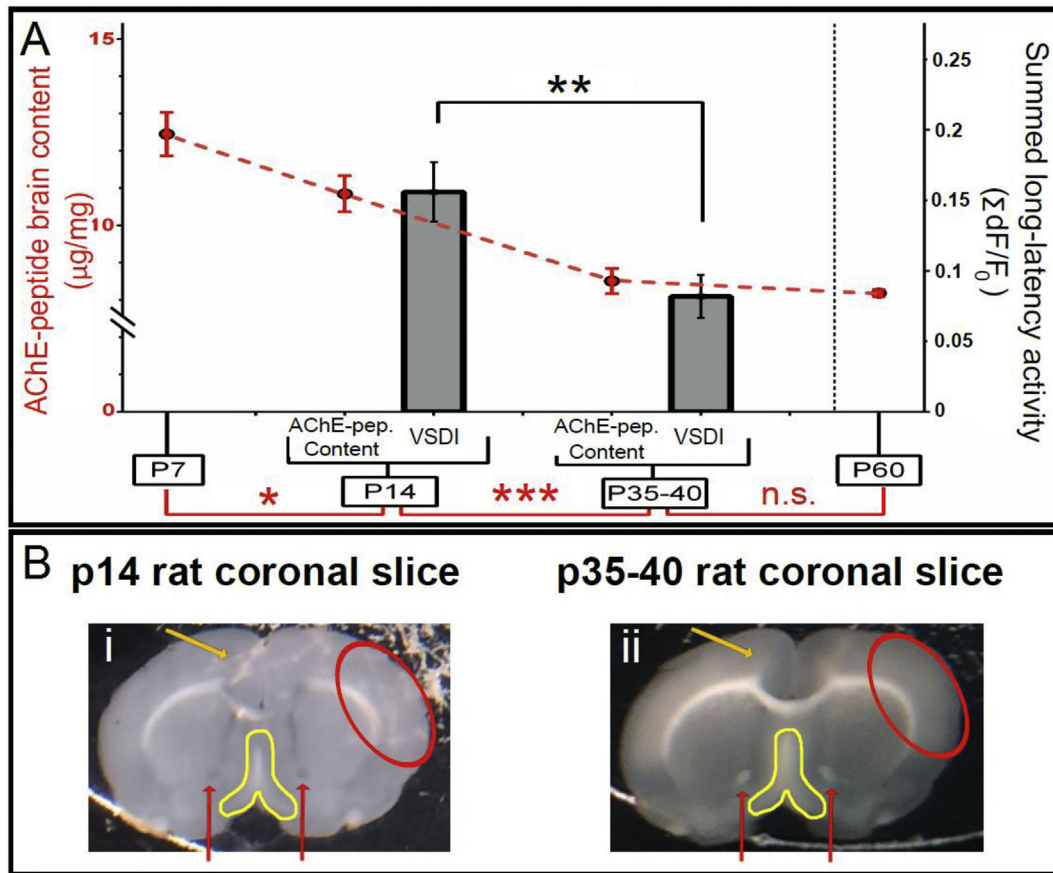 A
15
10
0
AChE-peptide brain content
(µg/mg)
**
0.25
0.2
0.15
0.1
0.05
0
Summed long-latency activity
(ΣdF/F0)
AChE-pep.
Content
VSDI
AChE-pep.
Content
VSDI
P7
P14
P35-40
P60
*
***
n.s.
B
p14 rat coronal slice
p35-40 rat coronal slice
i
ii